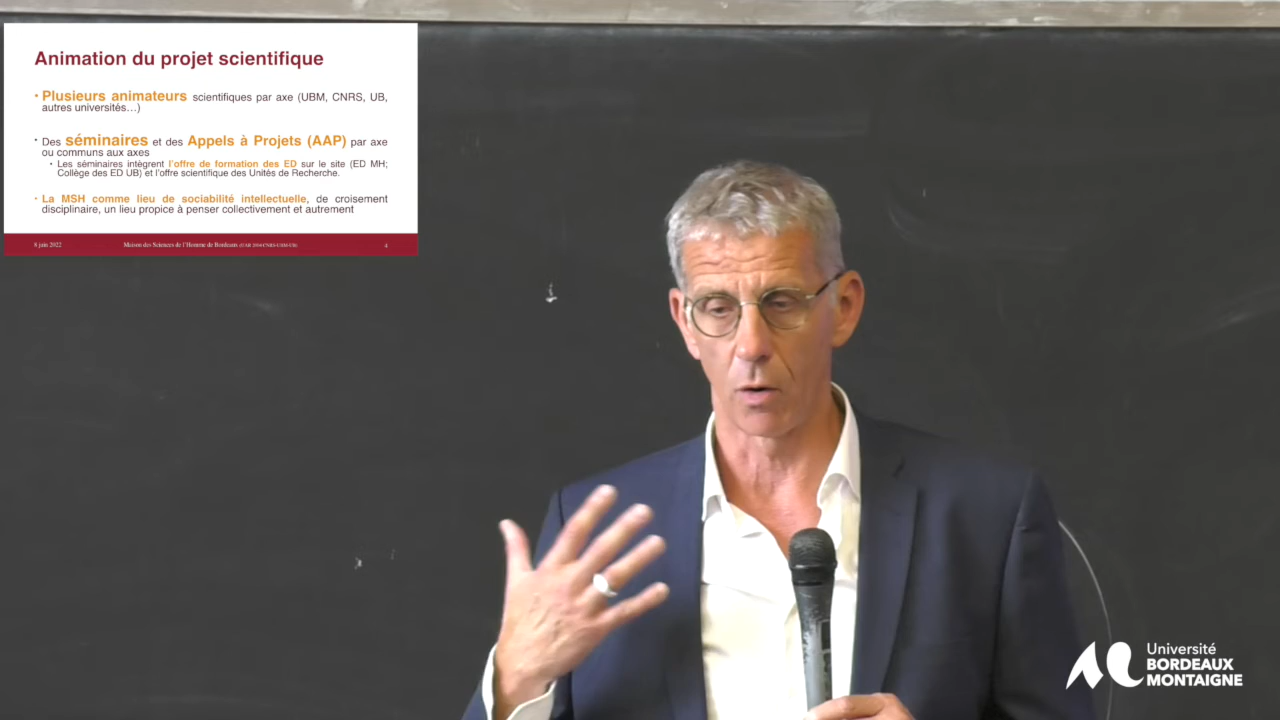 Animation du projet scientifique
• Plusieurs animateurs scientifiques par axe (UBM, CNRS, UB,
autres universités…)
• Des séminaires et des Appels à Projets (AAP) par axe
ou communs aux axes
• Les séminaires intègrent l'offre de formation des ED sur le site (ED MH;
Collège des ED UB) et l'offre scientifique des Unités de Recherche.
• La MSH comme lieu de sociabilité intellectuelle, de croisement
disciplinaire, un lieu propice à penser collectivement et autrement
8 juin 2022 Maison des Sciences de l'Homme de Bordeaux 4
Université
BORDEAUX
MONTAIGNE